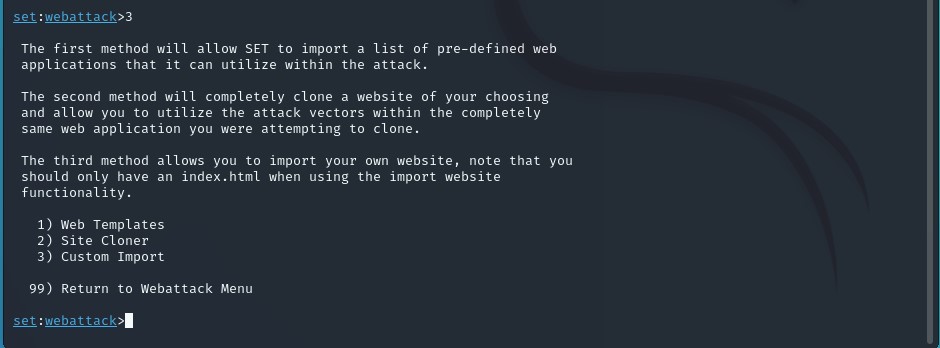 set:webattack>3
The first method will allow SET to import a list of pre-defined web
applications that it can utilize within the attack.
The second method will completely clone a website of your choosing
and allow you to utilize the attack vectors within the completely
same web application you were attempting to clone.
The third method allows you to import your own website, note that you
should only have an index.html when using the import website
functionality.
1) Web Templates
2) Site Cloner
3) Custom Import
99) Return to Webattack Menu
set:webattack>